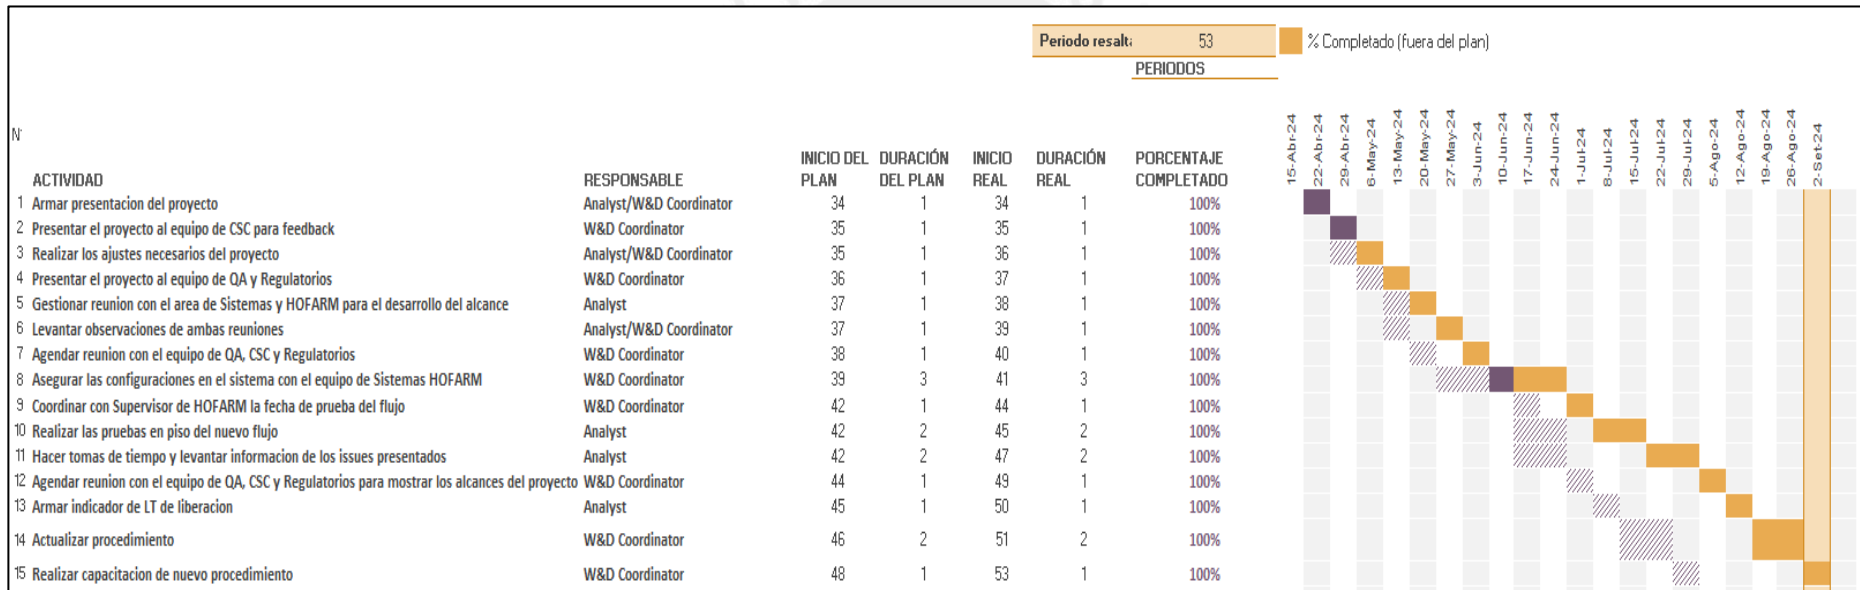 Periodo resalta 53 % Completado (fuera del plan)
PERIODOS
15-Abr-24 22-Abr-24 29-Abr-24 6-May-24 13-May-24 20-May-24 27-May-24 3-Jun-24 10-Jun-24 17-Jun-24 24-Jun-24 1-Jul-24 8-Jul-24 15-Jul-24 22-Jul-24 29-Jul-24 5-Ago-24 12-Ago-24 19-Ago-24 26-Ago-24 2-Set-24
N°
INICIO DEL DURACIÓN INICIO DURACIÓN PORCENTAJE
ACTIVIDAD RESPONSABLE PLAN DEL PLAN REAL REAL COMPLETADO
1 Armar presentacion del proyecto Analyst/W&D Coordinator 34 1 34 1 100%
2 Presentar el proyecto al equipo de CSC para feedback W&D Coordinator 35 1 35 1 100%
3 Realizar los ajustes necesarios del proyecto Analyst/W&D Coordinator 35 1 36 1 100%
4 Presentar el proyecto al equipo de QA y Regulatorios W&D Coordinator 36 1 37 1 100%
5 Gestionar reunion con el area de Sistemas y HOFARM para el desarrollo del alcance Analyst 37 1 38 1 100%
6 Levantar observaciones de ambas reuniones Analyst/W&D Coordinator 37 1 39 1 100%
7 Agendar reunion con el equipo de QA, CSC y Regulatorios W&D Coordinator 38 1 40 1 100%
8 Asegurar las configuraciones en el sistema con el equipo de Sistemas HOFARM W&D Coordinator 39 3 41 3 100%
9 Coordinar con Supervisor de HOFARM la fecha de prueba del flujo W&D Coordinator 42 1 44 1 100%
10 Realizar las pruebas en piso del nuevo flujo Analyst 42 2 45 2 100%
11 Hacer tomas de tiempo y levantar informacion de los issues presentados Analyst 42 2 47 2 100%
12 Agendar reunion con el equipo de QA, CSC y Regulatorios para mostrar los alcances del proyecto W&D Coordinator 44 1 49 1 100%
13 Armar indicador de LT de liberacion Analyst 45 1 50 1 100%
14 Actualizar procedimiento W&D Coordinator 46 2 51 2 100%
15 Realizar capacitacion de nuevo procedimiento W&D Coordinator 48 1 53 1 100%